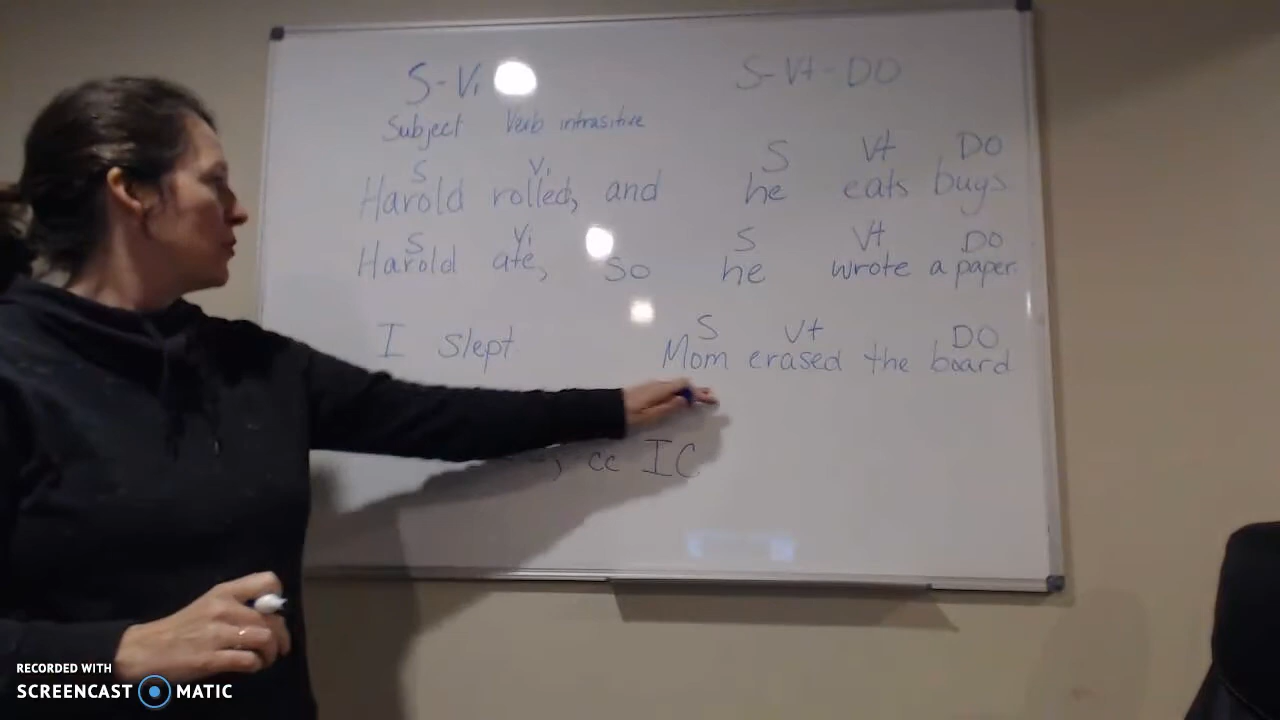 S-Vi S-Vt-DO
Subject Verb intrasitive
S Vi S Vt DO
Harold rolled, and he eats bugs
S Vi S Vt DO
Harold ate, so he wrote a paper.
S Vt DO
I slept Mom erased the board
, cc IC
RECORDED WITH
SCREENCAST MATIC